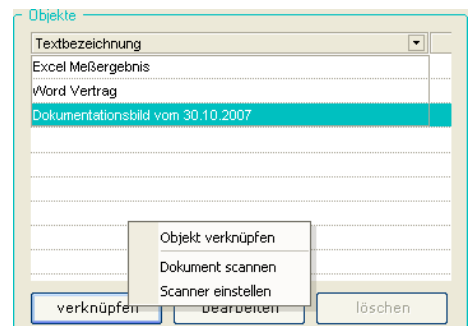 Objekte
Textbezeichnung
Excel Meßergebnis
Word Vertrag
Dokumentationsbild vom 30.10.2007
Objekt verknüpfen
Dokument scannen
Scanner einstellen
verknüpfen bearbeiten löschen